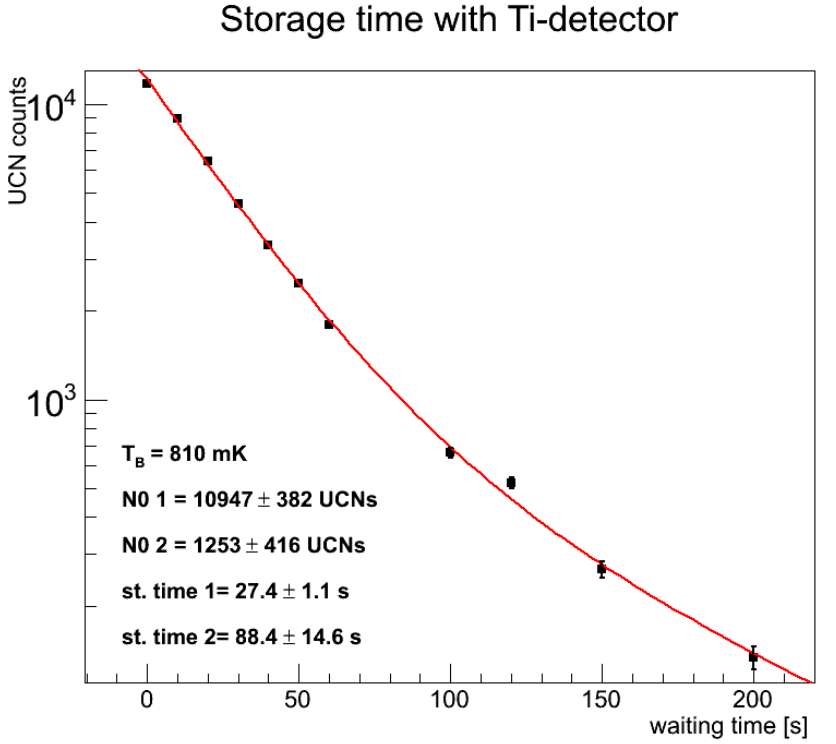 Storage time with Ti-detector
UCN counts
10⁴
10³
T_B = 810 mK
N0 1 = 10947 ± 382 UCNs
N0 2 = 1253 ± 416 UCNs
st. time 1= 27.4 ± 1.1 s
st. time 2= 88.4 ± 14.6 s
0 50 100 150 200
waiting time [s]